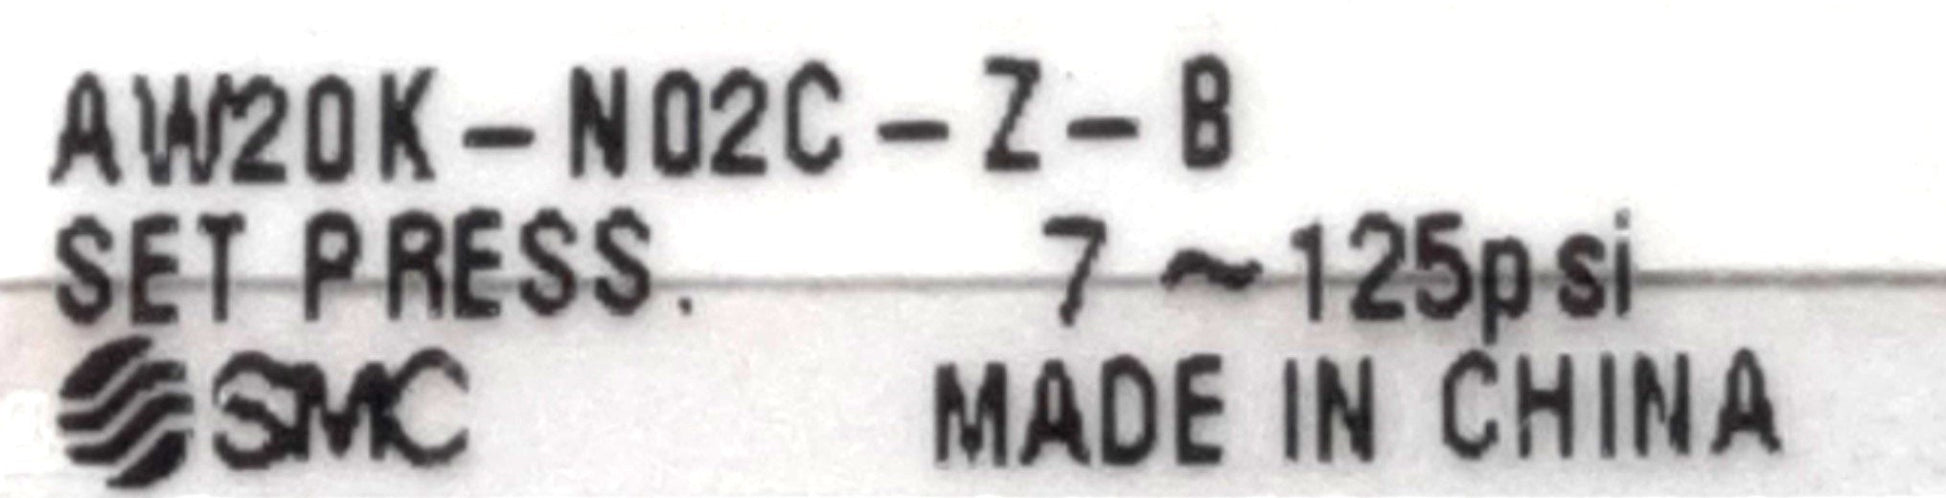 AW20K-N02C-Z-B
SET PRESS. 7~125psi
SMC MADE IN CHINA